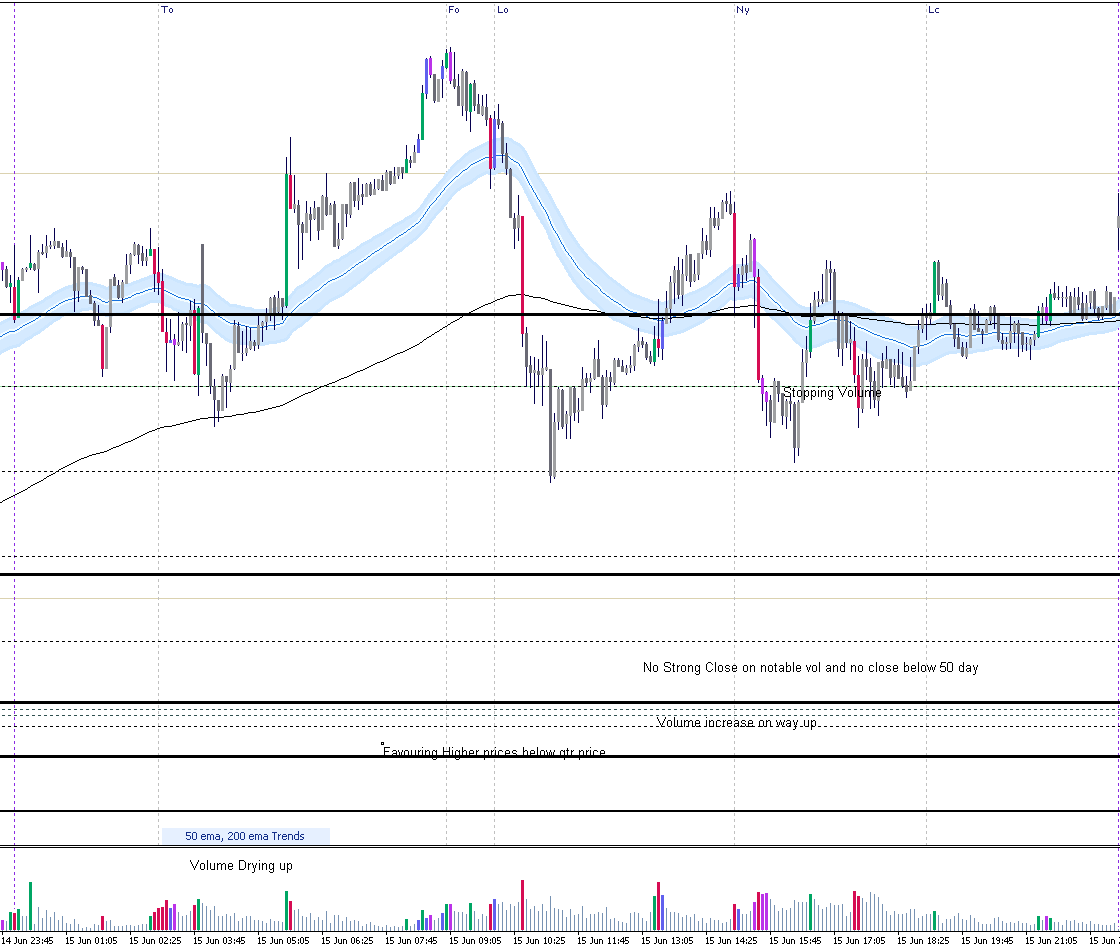 To Fo Lo Ny Lc
Stopping Volume
No Strong Close on notable vol and no close below 50 day
Volume increase on way up
Favouring Higher prices below qtr price
50 ema, 200 ema Trends
Volume Drying up
14 Jun 23:45 15 Jun 01:05 15 Jun 02:25 15 Jun 03:45 15 Jun 05:05 15 Jun 06:25 15 Jun 07:45 15 Jun 09:05 15 Jun 10:25 15 Jun 11:45 15 Jun 13:05 15 Jun 14:25 15 Jun 15:45 15 Jun 17:05 15 Jun 18:25 15 Jun 19:45 15 Jun 21:05